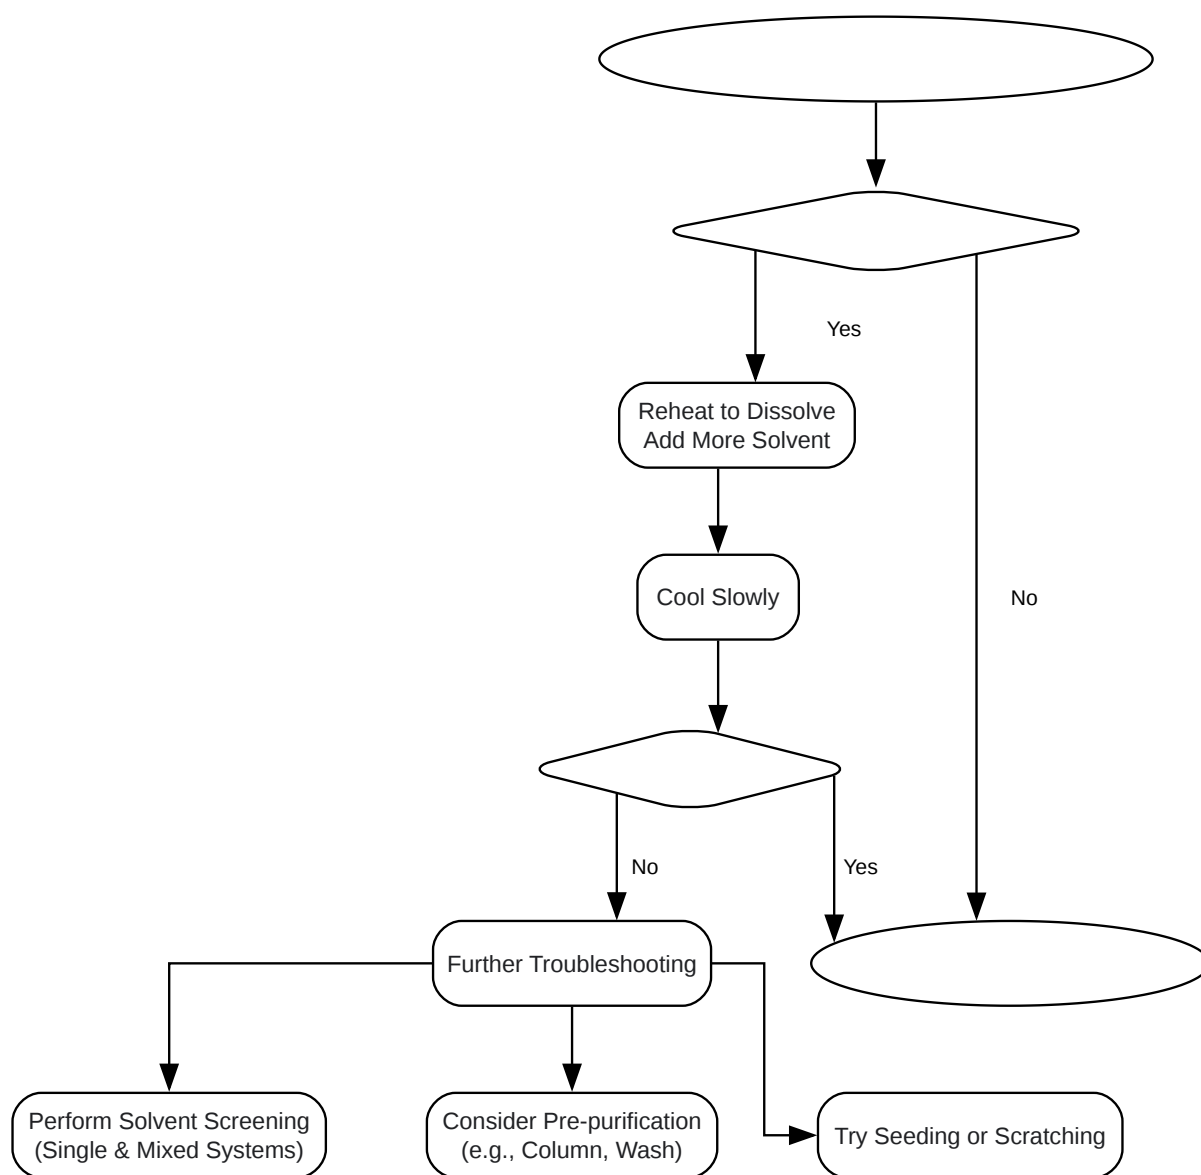 Yes
Reheat to Dissolve
Add More Solvent
Cool Slowly
No
No
Yes
Further Troubleshooting
Perform Solvent Screening
(Single & Mixed Systems)
Consider Pre-purification
(e.g., Column, Wash)
Try Seeding or Scratching